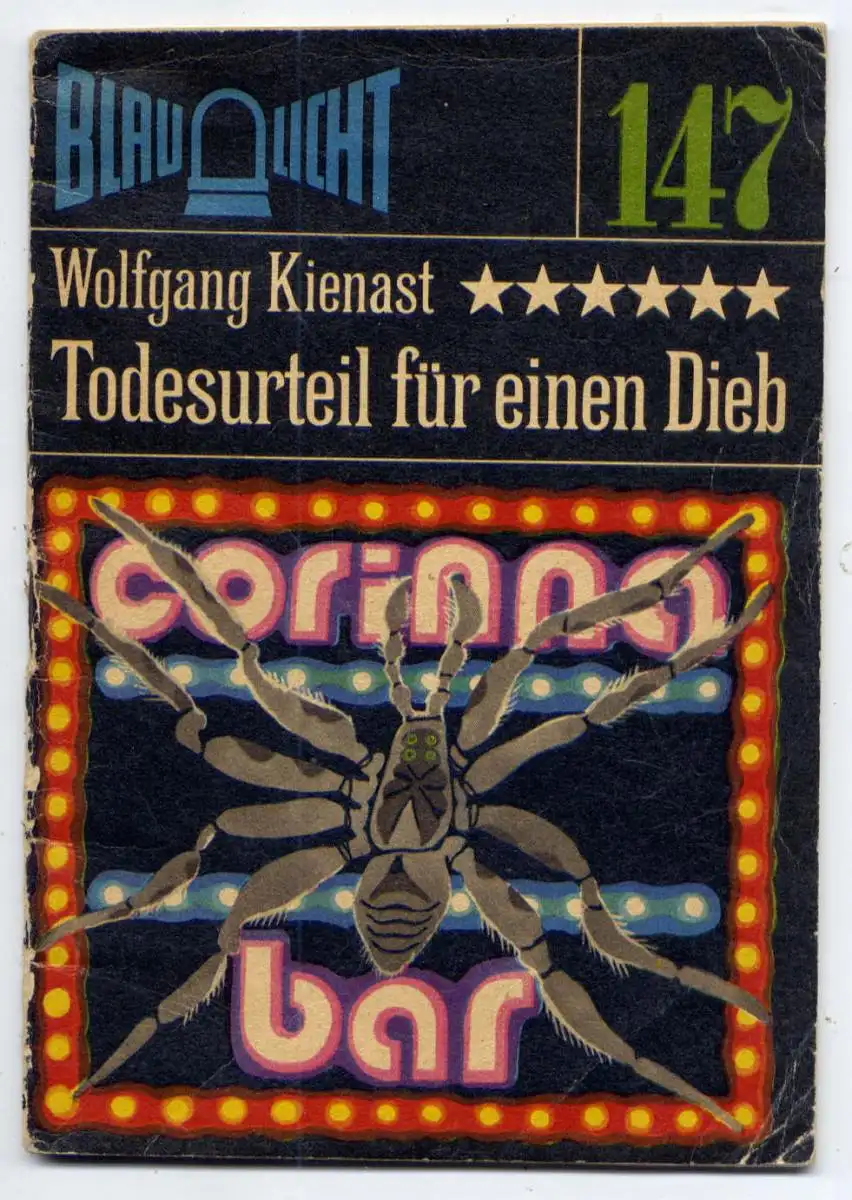 BLAULICHT
147
Wolfgang Kienast
Todesurteil für einen Dieb
corinna
bar